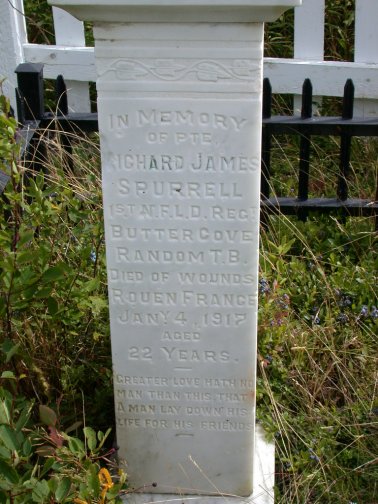 IN MEMORY
OF PTE.
RICHARD JAMES
SPURRELL
1ST N.F.L.D. REGT
BUTTER COVE
RANDOM T.B.
DIED OF WOUNDS
ROUEN FRANCE
JANY. 4, 1917
AGED
22 YEARS.
GREATER LOVE HATH NO
MAN THAN THIS, THAT
A MAN LAY DOWN HIS
LIFE FOR HIS FRIENDS